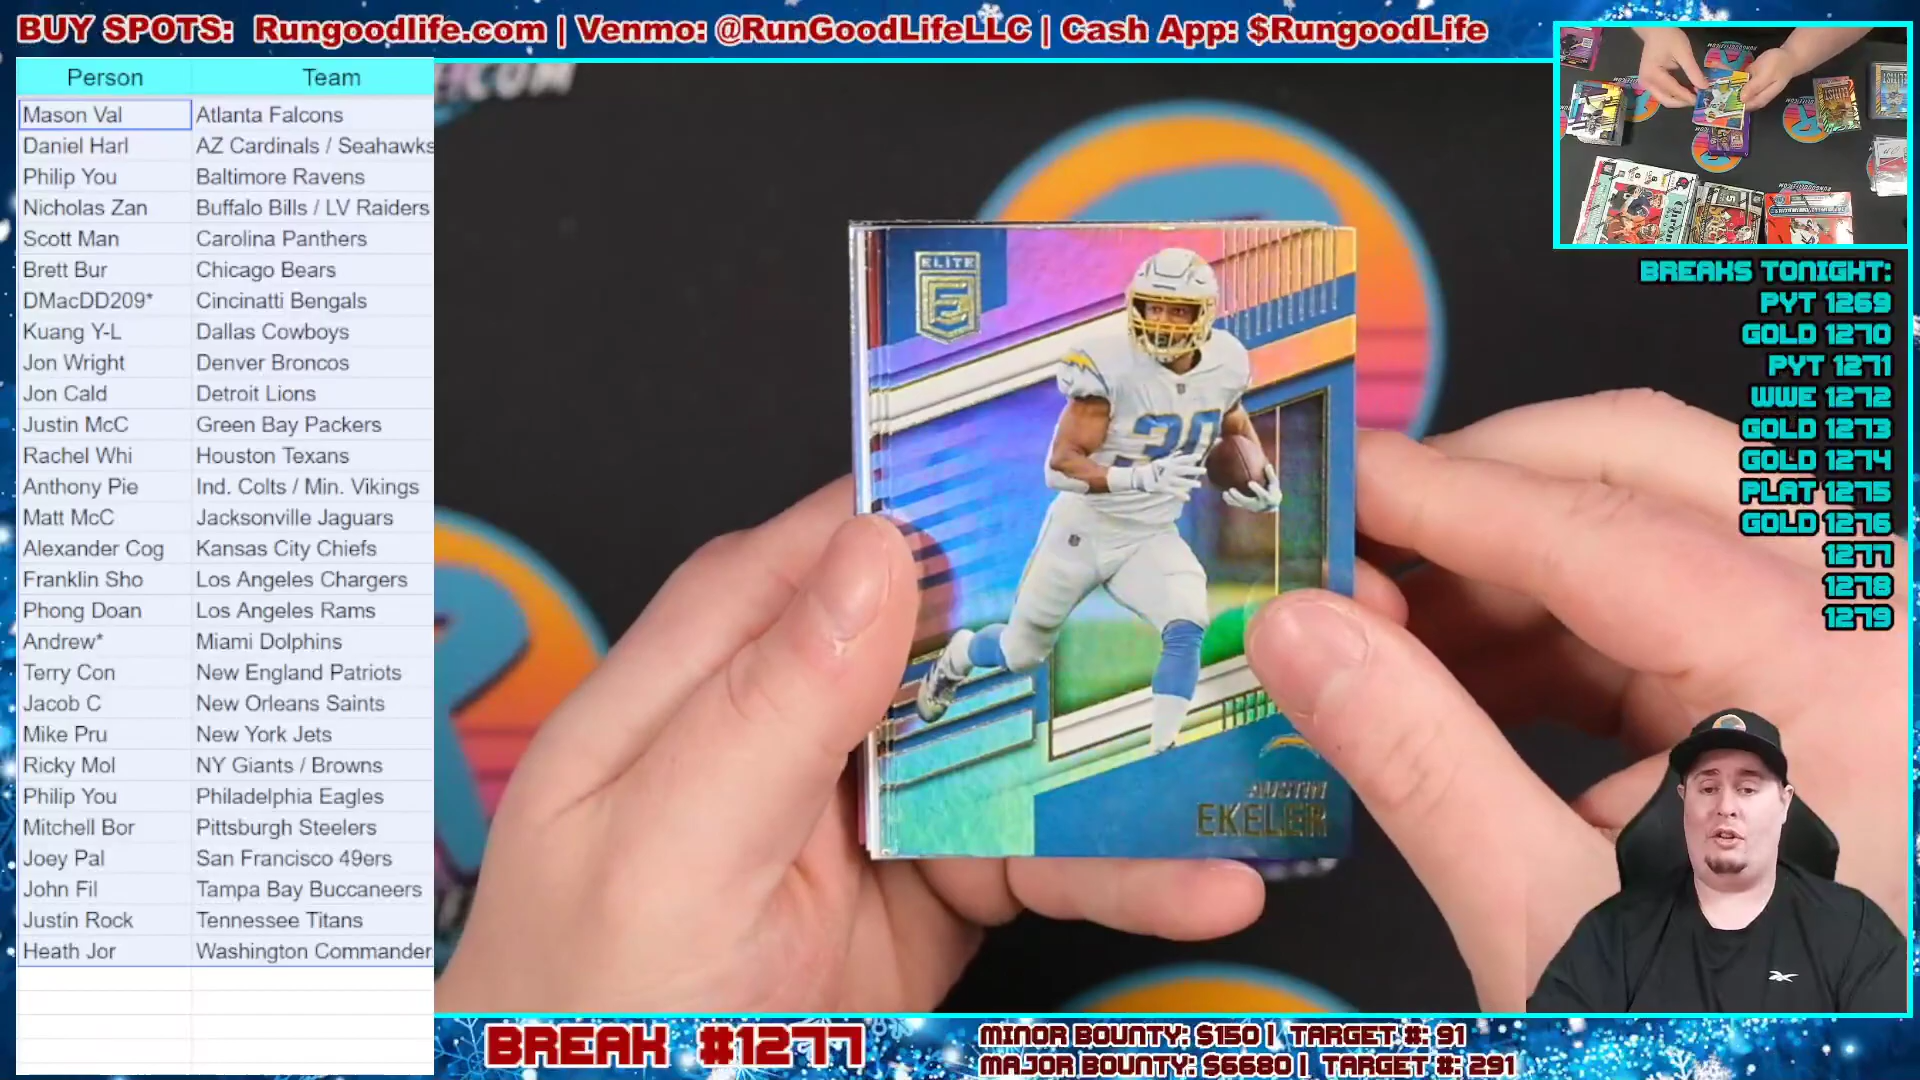 BUY SPOTS: Rungoodlife.com | Venmo: @RunGoodLifeLLC | Cash App: $RungoodLife
Person Team
Mason Val Atlanta Falcons
Daniel Harl AZ Cardinals / Seahawks
Philip You Baltimore Ravens
Nicholas Zan Buffalo Bills / LV Raiders
Scott Man Carolina Panthers
Brett Bur Chicago Bears
DMacDD209* Cincinatti Bengals
Kuang Y-L Dallas Cowboys
Jon Wright Denver Broncos
Jon Cald Detroit Lions
Justin McC Green Bay Packers
Rachel Whi Houston Texans
Anthony Pie Ind. Colts / Min. Vikings
Matt McC Jacksonville Jaguars
Alexander Cog Kansas City Chiefs
Franklin Sho Los Angeles Chargers
Phong Doan Los Angeles Rams
Andrew* Miami Dolphins
Terry Con New England Patriots
Jacob C New Orleans Saints
Mike Pru New York Jets
Ricky Mol NY Giants / Browns
Philip You Philadelphia Eagles
Mitchell Bor Pittsburgh Steelers
Joey Pal San Francisco 49ers
John Fil Tampa Bay Buccaneers
Justin Rock Tennessee Titans
Heath Jor Washington Commander
ELITE
E
30
AUSTIN
EKELER
BREAKS TONIGHT:
PYT 1269
GOLD 1270
PYT 1271
WWE 1272
GOLD 1273
GOLD 1274
PLAT 1275
GOLD 1276
1277
1278
1279
BREAK #1277
MINOR BOUNTY: $150 | TARGET #: 91
MAJOR BOUNTY: $6680 | TARGET #: 291